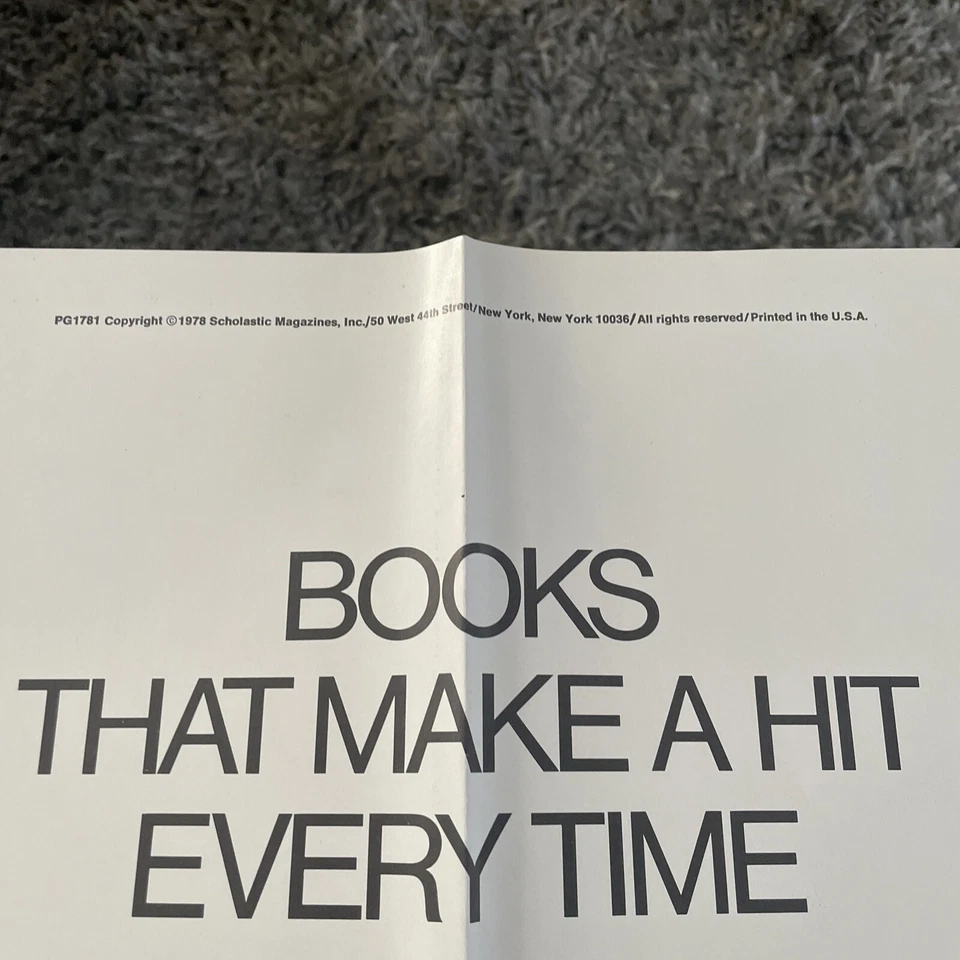 PG1781 Copyright ©1978 Scholastic Magazines, Inc./50 West 44th Street/New York, New York 10036/All rights reserved/Printed in the U.S.A.
BOOKS
THAT MAKE A HIT
EVERY TIME